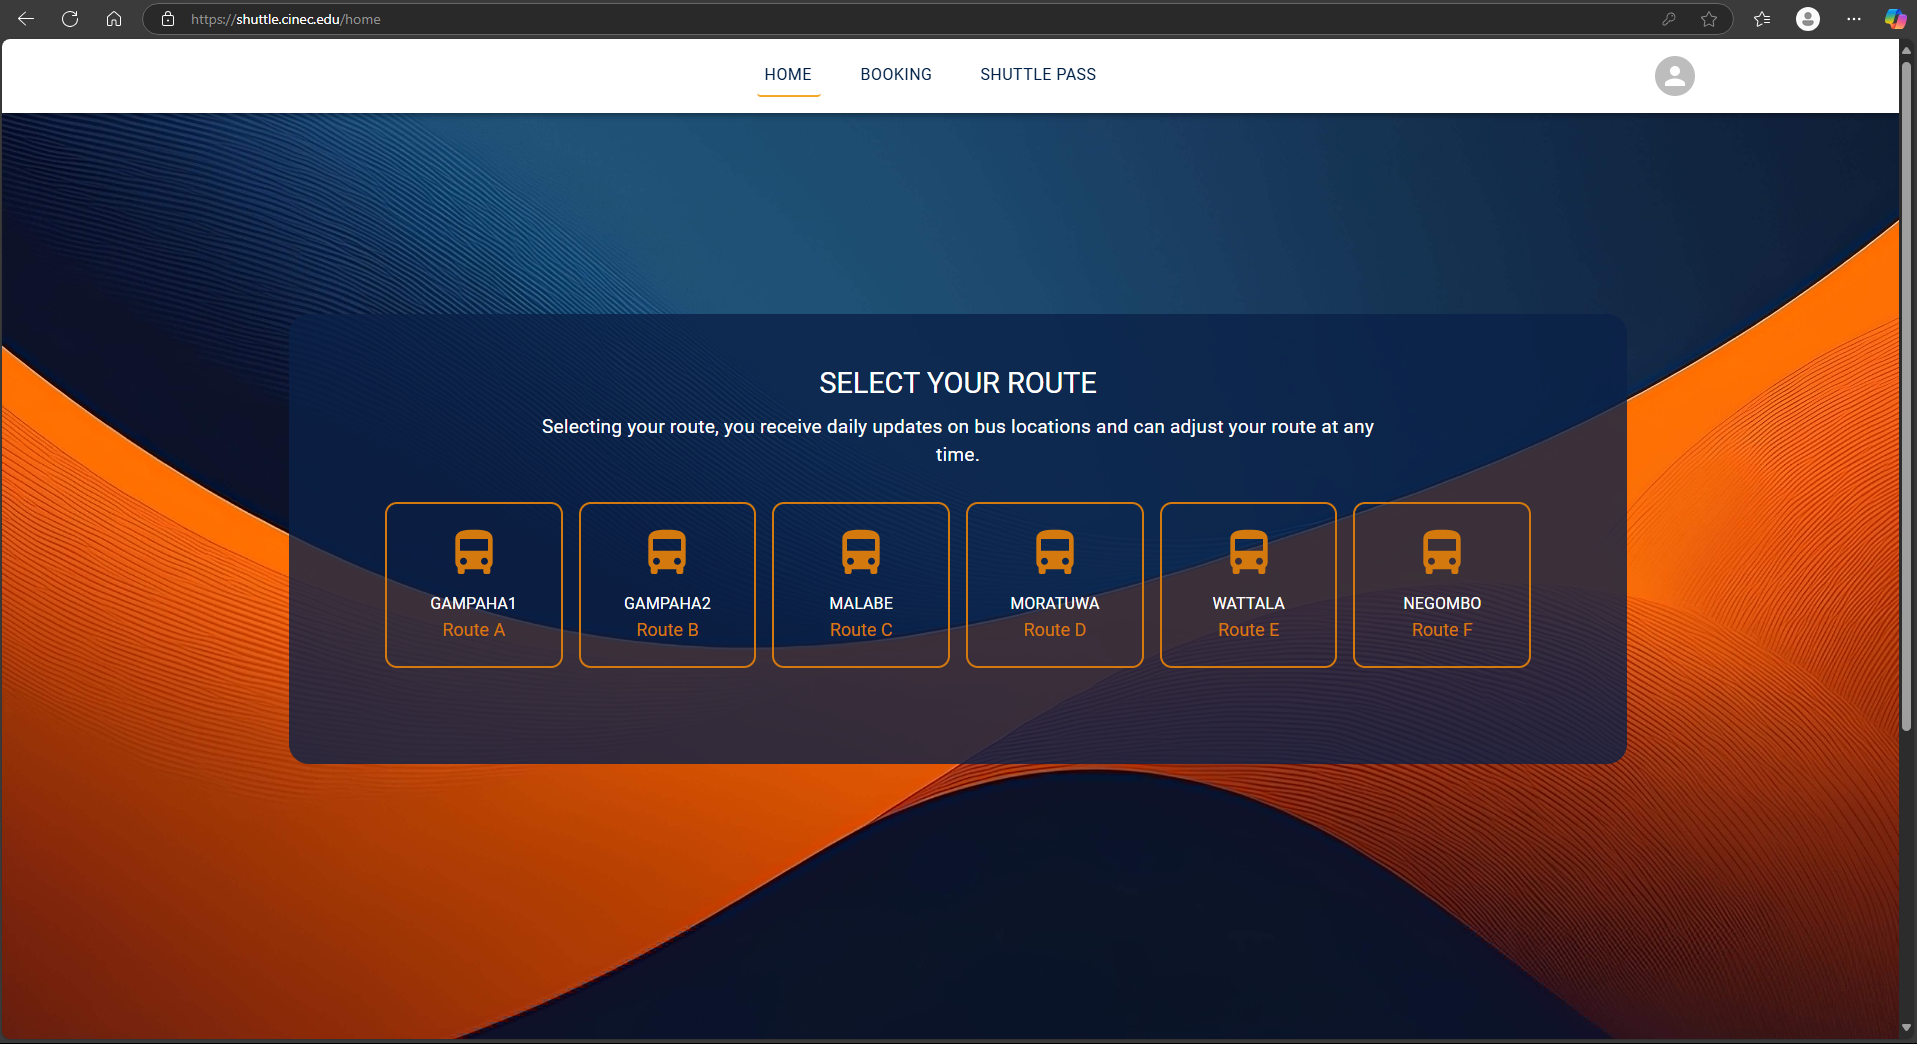 https://shuttle.cinec.edu/home
HOME BOOKING SHUTTLE PASS
SELECT YOUR ROUTE
Selecting your route, you receive daily updates on bus locations and can adjust your route at any
time.
GAMPAHA1 GAMPAHA2 MALABE MORATUWA WATTALA NEGOMBO
Route A Route B Route C Route D Route E Route F